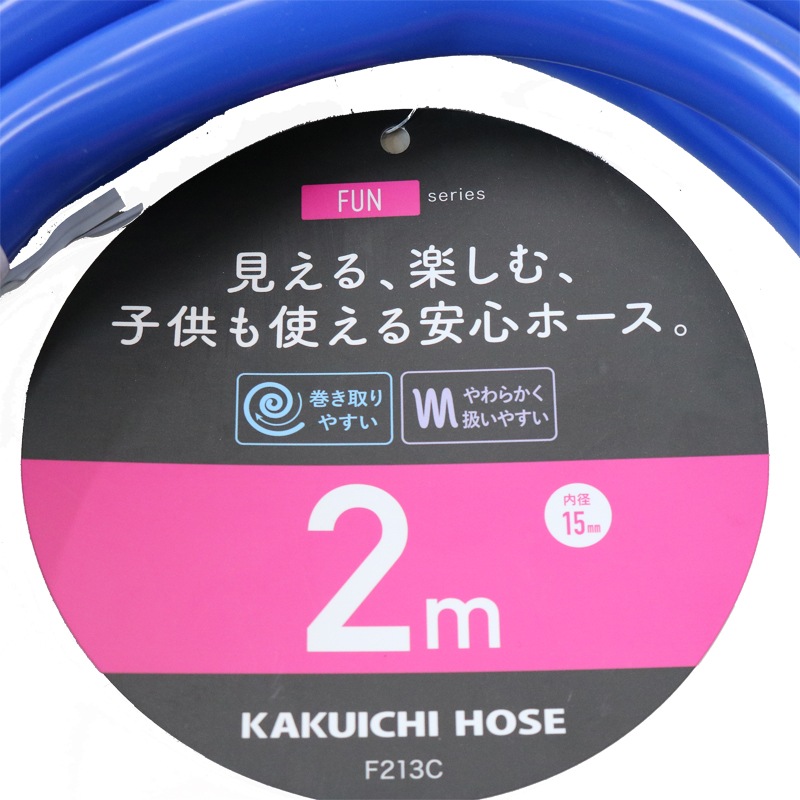 FUN series
見える、楽しむ、
子供も使える安心ホース。
巻き取り
やすい
やわらかく
扱いやすい
内径
15mm
2m
KAKUICHI HOSE
F213C